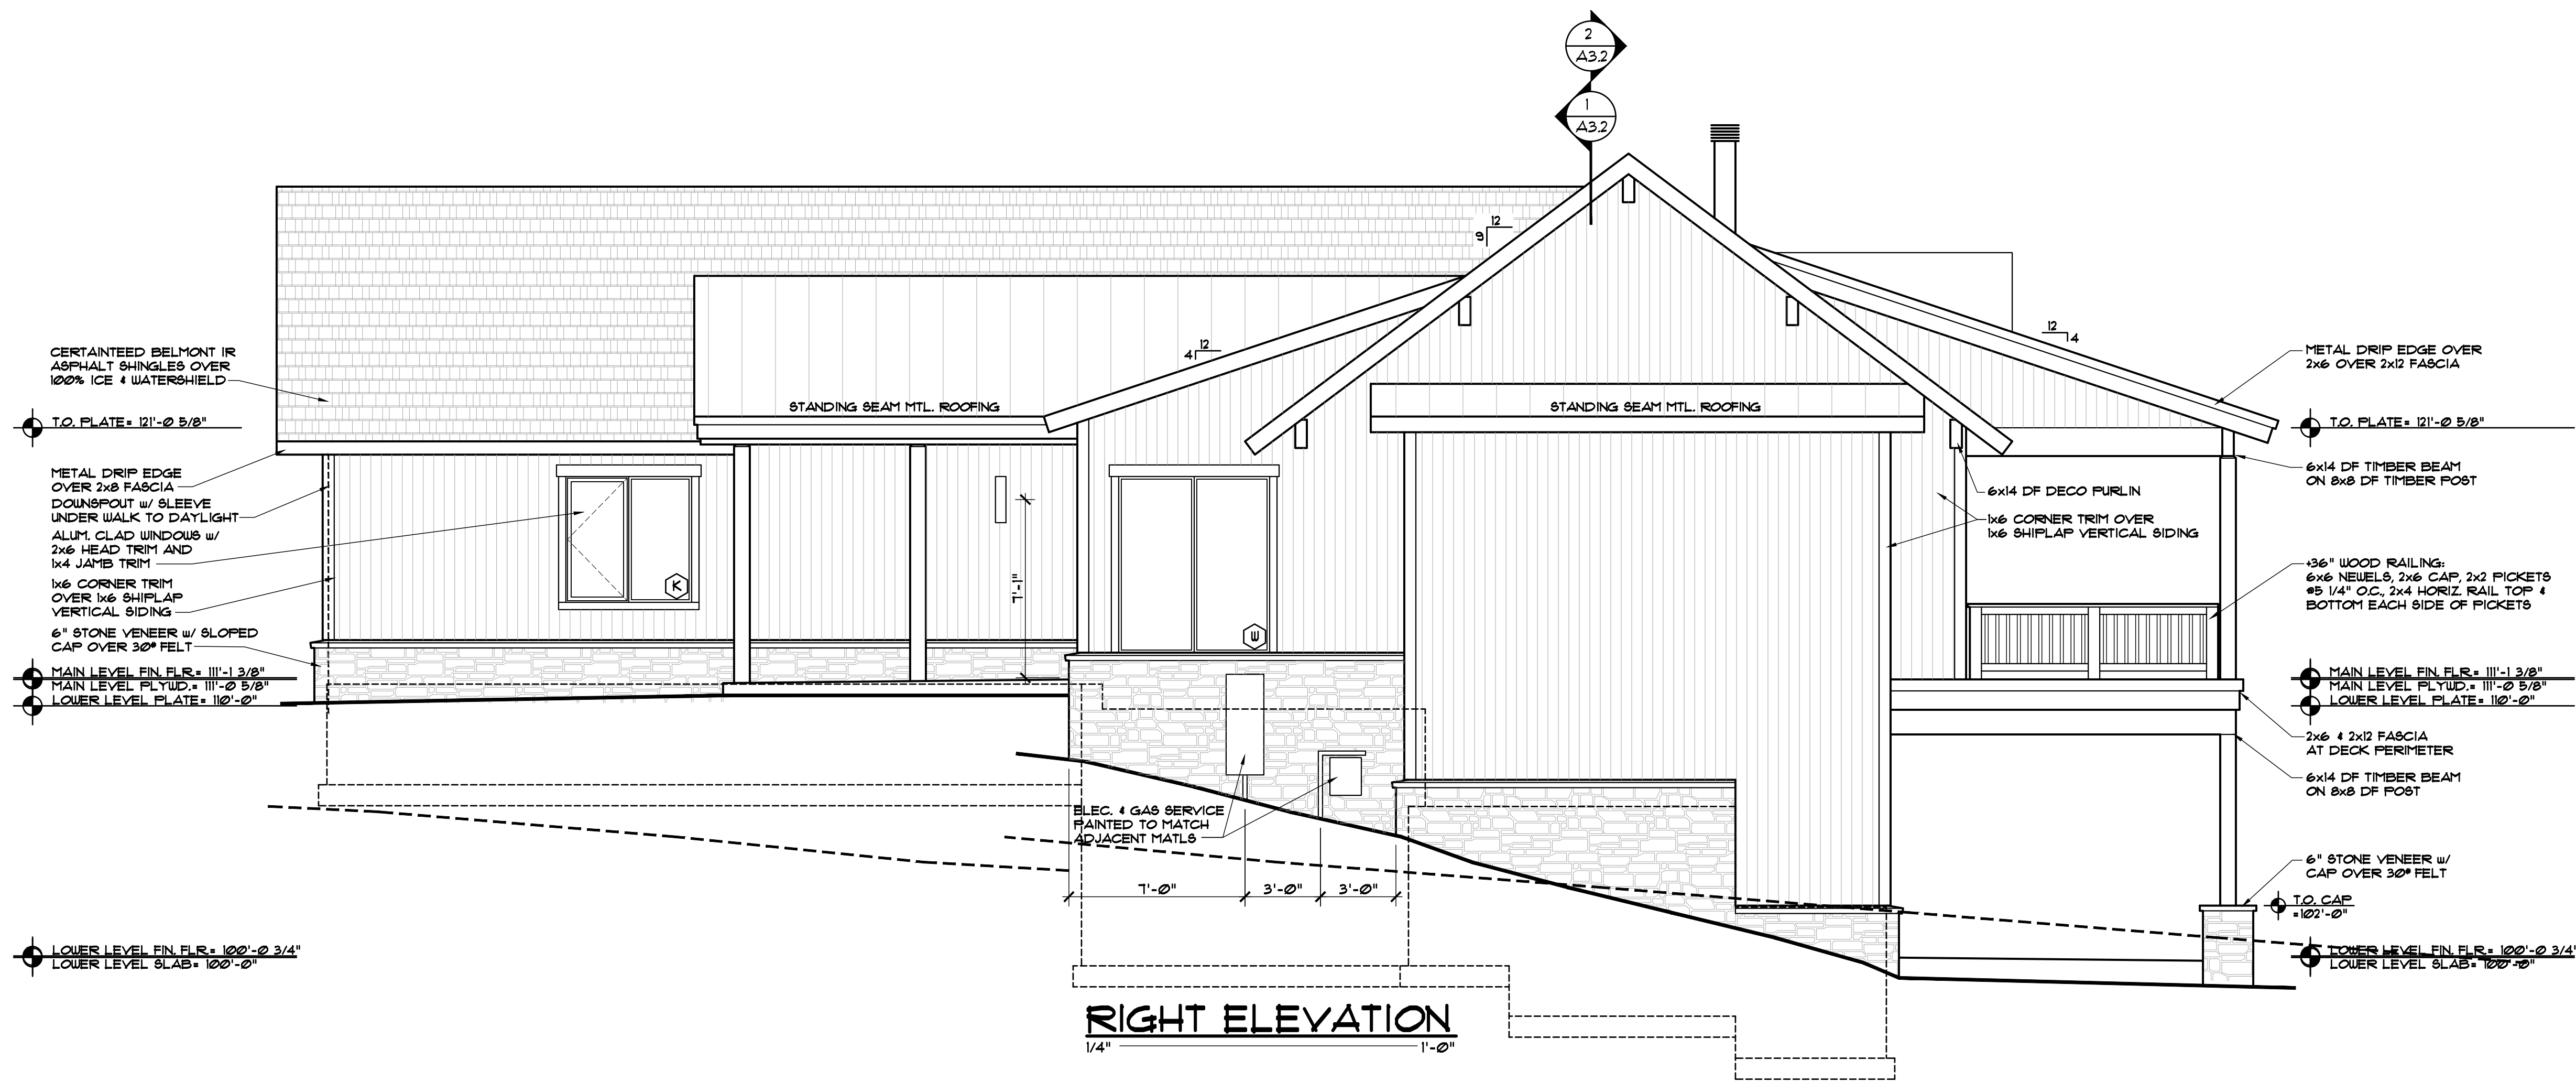 2
A3.2
1
A3.2
12
9
12
4
12
4
CERTAINTEED BELMONT IR
ASPHALT SHINGLES OVER
100% ICE & WATERSHIELD
T.O. PLATE= 121'-0 5/8"
METAL DRIP EDGE
OVER 2x8 FASCIA
DOWNSPOUT w/ SLEEVE
UNDER WALK TO DAYLIGHT
ALUM. CLAD WINDOWS w/
2x6 HEAD TRIM AND
1x4 JAMB TRIM
1x6 CORNER TRIM
OVER 1x6 SHIPLAP
VERTICAL SIDING
6" STONE VENEER w/ SLOPED
CAP OVER 30# FELT
MAIN LEVEL FIN. FLR.= 111'-1 3/8"
MAIN LEVEL PLYWD.= 111'-0 5/8"
LOWER LEVEL PLATE= 110'-0"
LOWER LEVEL FIN. FLR.= 100'-0 3/4"
LOWER LEVEL SLAB= 100'-0"
STANDING SEAM MTL. ROOFING
STANDING SEAM MTL. ROOFING
K
7'-1"
W
ELEC. & GAS SERVICE
PAINTED TO MATCH
ADJACENT MATLS
7'-0"
3'-0"
3'-0"
METAL DRIP EDGE OVER
2x6 OVER 2x12 FASCIA
T.O. PLATE= 121'-0 5/8"
6x14 DF TIMBER BEAM
ON 8x8 DF TIMBER POST
6x14 DF DECO PURLIN
1x6 CORNER TRIM OVER
1x6 SHIPLAP VERTICAL SIDING
+36" WOOD RAILING:
6x6 NEWELS, 2x6 CAP, 2x2 PICKETS
@5 1/4" O.C., 2x4 HORIZ. RAIL TOP &
BOTTOM EACH SIDE OF PICKETS
MAIN LEVEL FIN. FLR.= 111'-1 3/8"
MAIN LEVEL PLYWD.= 111'-0 5/8"
LOWER LEVEL PLATE= 110'-0"
2x6 & 2x12 FASCIA
AT DECK PERIMETER
6x14 DF TIMBER BEAM
ON 8x8 DF POST
6" STONE VENEER w/
CAP OVER 30# FELT
T.O. CAP
=102'-0"
LOWER LEVEL FIN. FLR.= 100'-0 3/4"
LOWER LEVEL SLAB= 100'-0"
RIGHT ELEVATION
1/4" 1'-0"